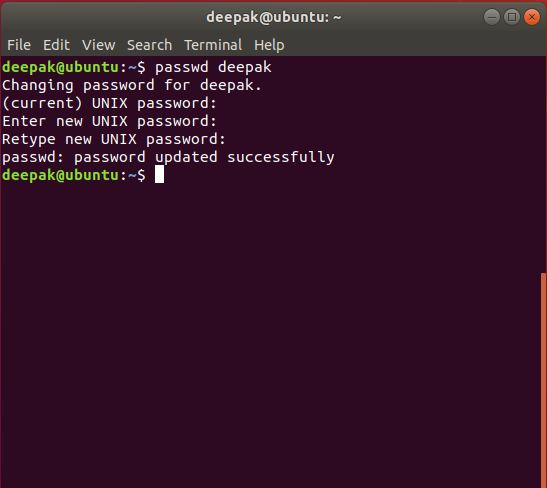 deepak@ubuntu: ~
File Edit View Search Terminal Help
deepak@ubuntu:~$ passwd deepak
Changing password for deepak.
(current) UNIX password:
Enter new UNIX password:
Retype new UNIX password:
passwd: password updated successfully
deepak@ubuntu:~$